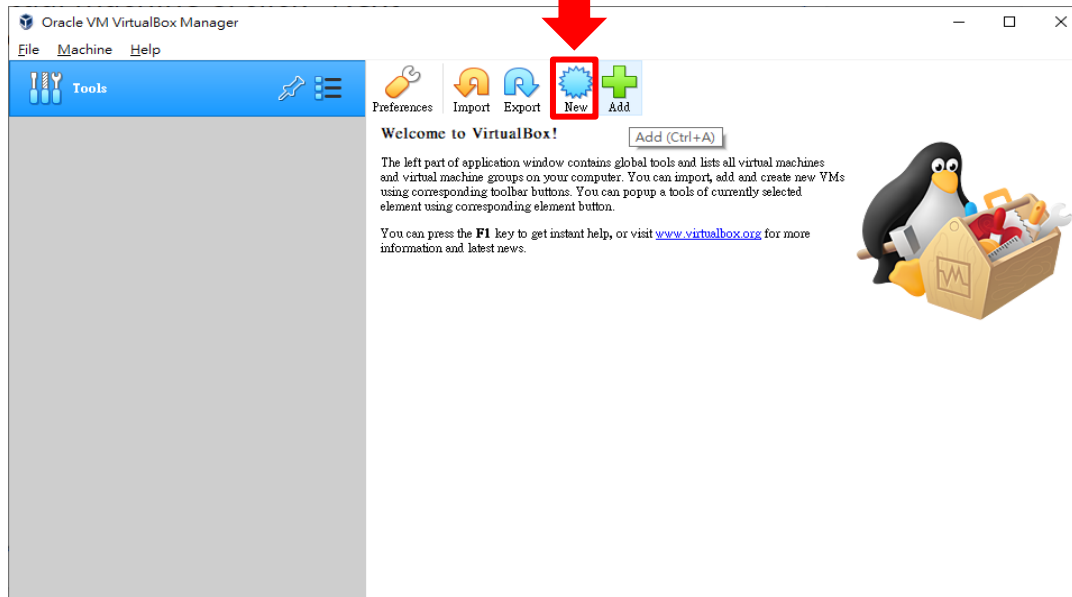 Oracle VM VirtualBox Manager
File Machine Help
Tools
Preferences Import Export New Add
Welcome to VirtualBox!
Add (Ctrl+A)
The left part of application window contains global tools and lists all virtual machines
and virtual machine groups on your computer. You can import, add and create new VMs
using corresponding toolbar buttons. You can popup a tools of currently selected
element using corresponding element button.
You can press the F1 key to get instant help, or visit www.virtualbox.org for more
information and latest news.